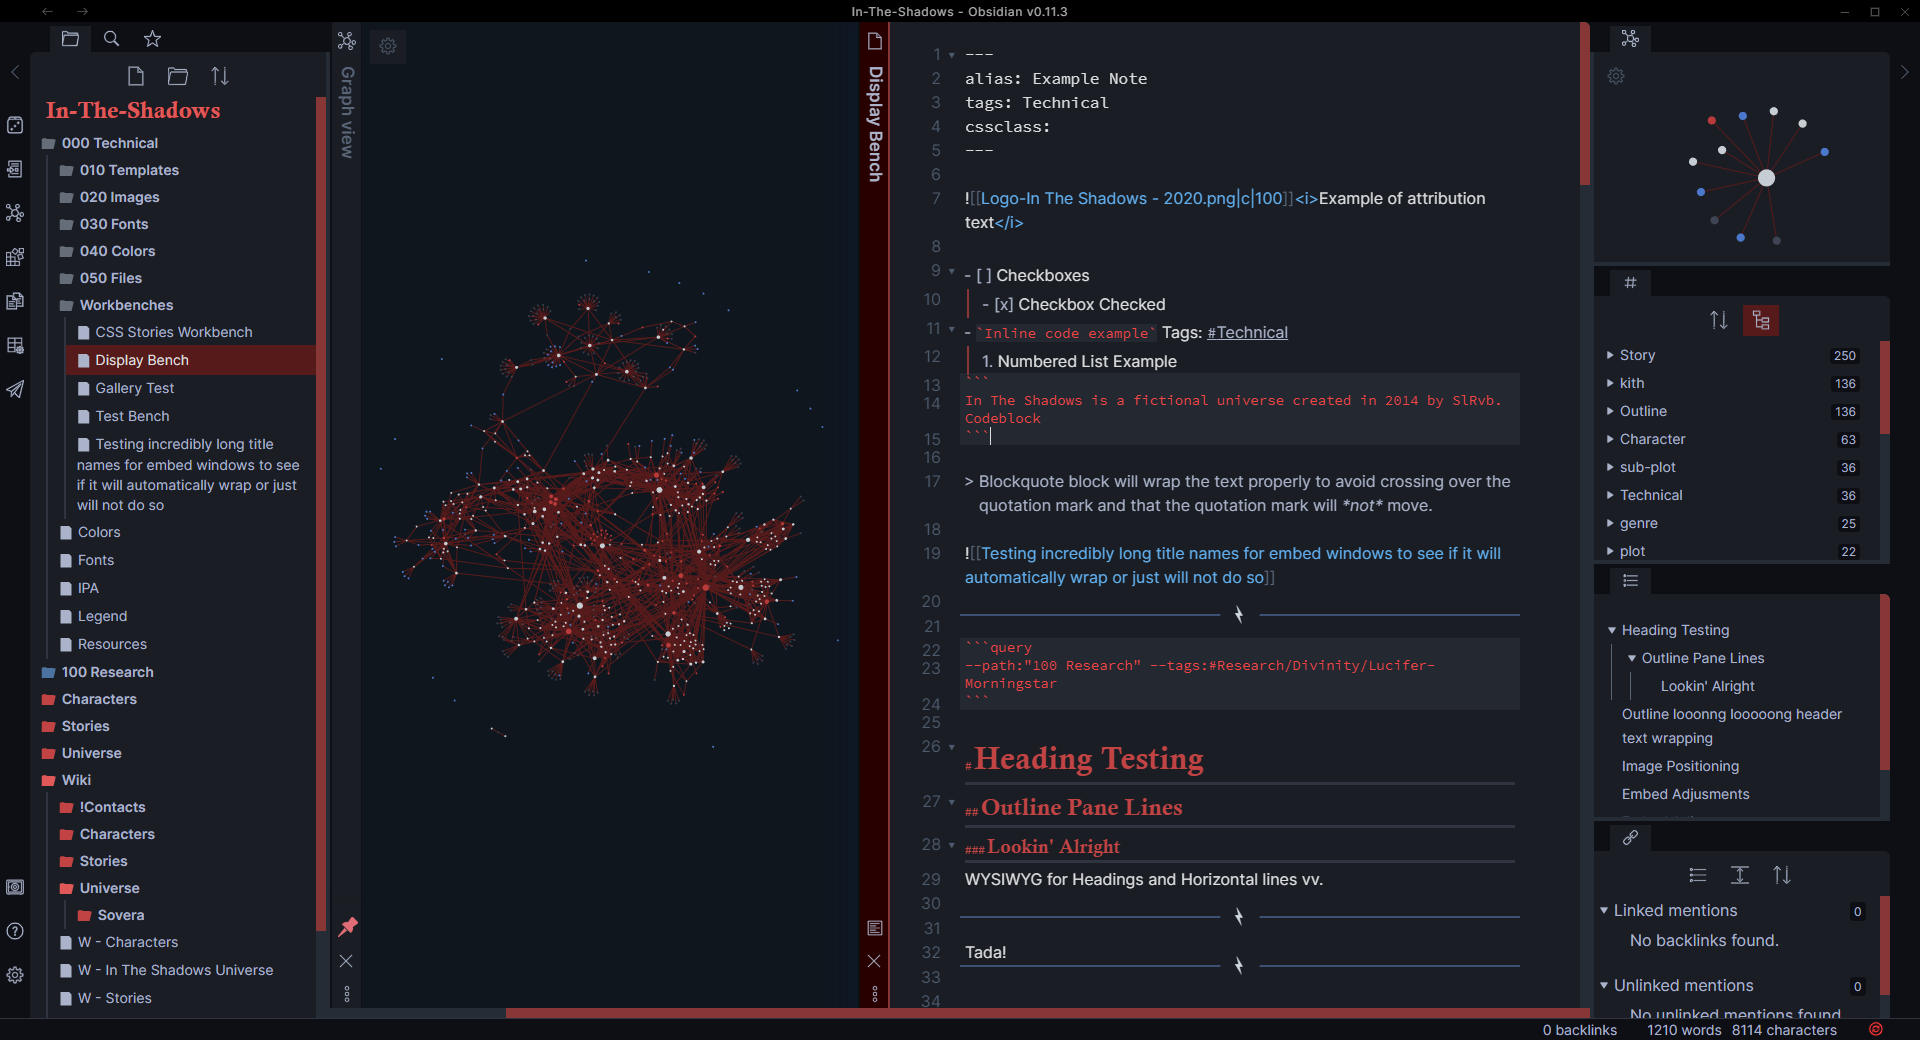 In-The-Shadows - Obsidian v0.11.3
In-The-Shadows
000 Technical
010 Templates
020 Images
030 Fonts
040 Colors
050 Files
Workbenches
CSS Stories Workbench
Display Bench
Gallery Test
Test Bench
Testing incredibly long title
names for embed windows to see
if it will automatically wrap or just
will not do so
Colors
Fonts
IPA
Legend
Resources
100 Research
Characters
Stories
Universe
Wiki
!Contacts
Characters
Stories
Universe
Sovera
W - Characters
W - In The Shadows Universe
W - Stories
Graph view
Display Bench
1 ---
2 alias: Example Note
3 tags: Technical
4 cssclass:
5 ---
6
7 ![[Logo-In The Shadows - 2020.png|c|100]]<i>Example of attribution
text</i>
8
9 - [ ] Checkboxes
10 - [x] Checkbox Checked
11 - `Inline code example` Tags: #Technical
12 1. Numbered List Example
13 ```
14 In The Shadows is a fictional universe created in 2014 by SlRvb.
Codeblock
15 ```
16
17 > Blockquote block will wrap the text properly to avoid crossing over the
quotation mark and that the quotation mark will *not* move.
18
19 ![[Testing incredibly long title names for embed windows to see if it will
automatically wrap or just will not do so]]
20
21
22 ```query
23 --path:"100 Research" --tags:#Research/Divinity/Lucifer-
Morningstar
24 ```
25
26 # Heading Testing
27 ## Outline Pane Lines
28 ### Lookin' Alright
29 WYSIWYG for Headings and Horizontal lines vv.
30
31
32 Tada!
33
34
Story 250
kith 136
Outline 136
Character 63
sub-plot 36
Technical 36
genre 25
plot 22
Heading Testing
Outline Pane Lines
Lookin' Alright
Outline looonng looooong header
text wrapping
Image Positioning
Embed Adjusments
Linked mentions 0
No backlinks found.
Unlinked mentions 0
No unlinked mentions found
0 backlinks 1210 words 8114 characters